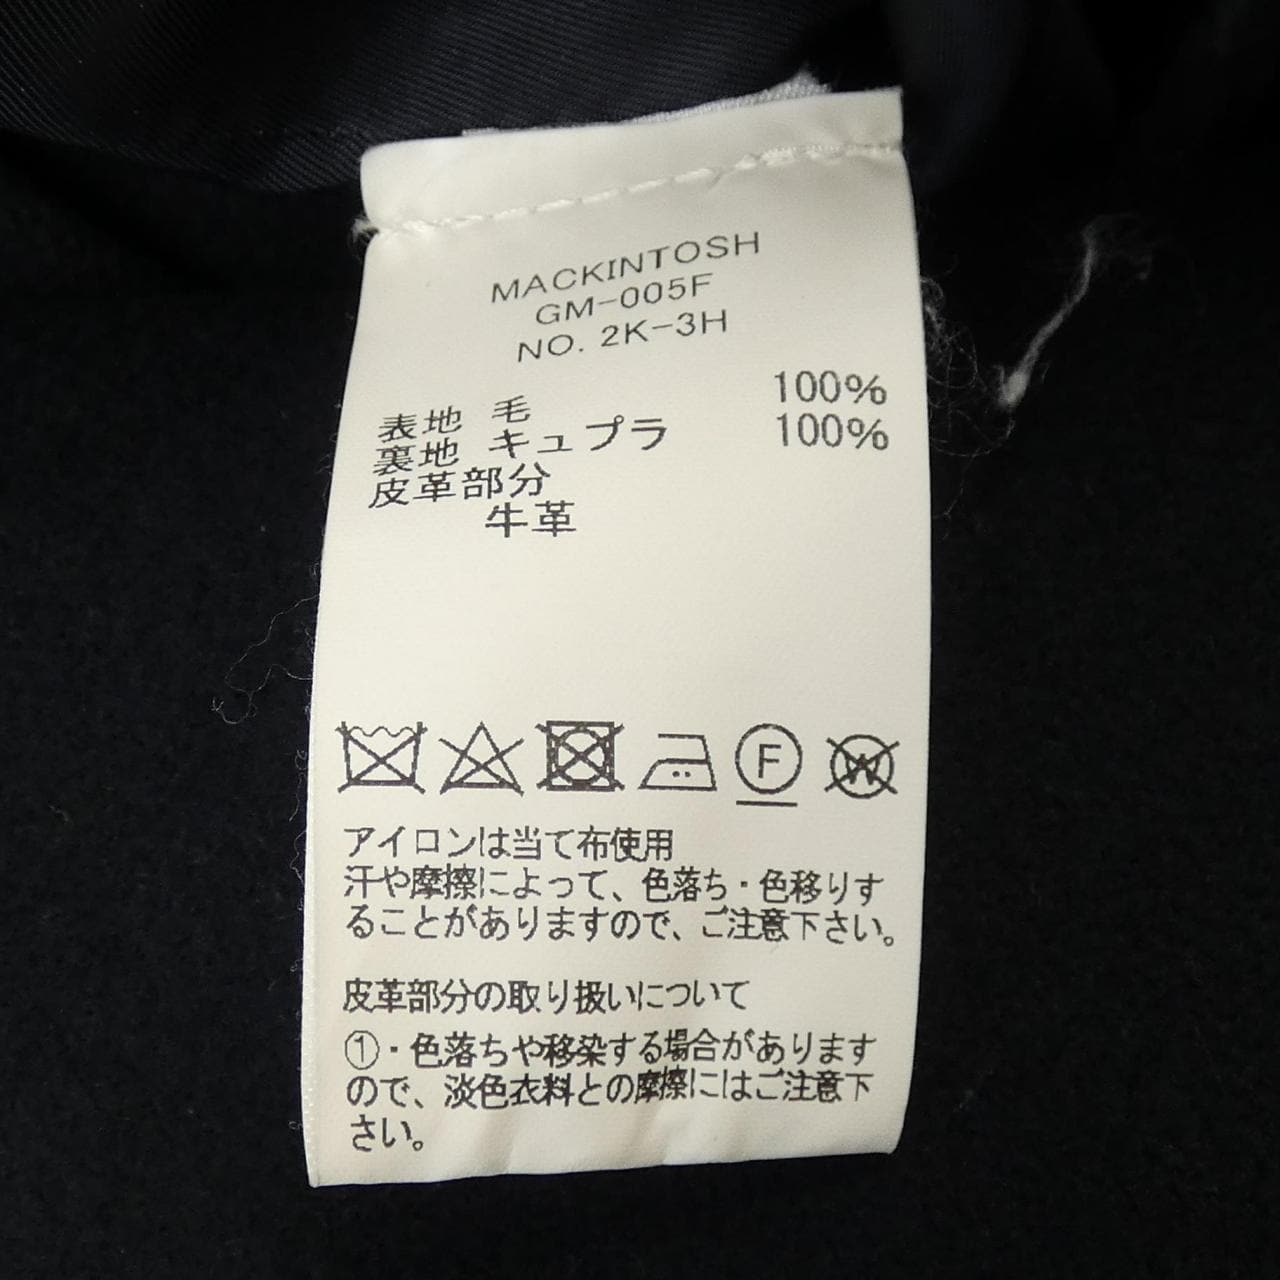 MACKINTOSH
GM-005F
NO. 2K-3H
表地 毛 100%
裏地 キュプラ 100%
皮革部分
牛革
F
W
アイロンは当て布使用
汗や摩擦によって、色落ち・色移りす
ることがありますので、ご注意下さい。
皮革部分の取り扱いについて
①・色落ちや移染する場合があります
ので、淡色衣料との摩擦にはご注意下
さい。